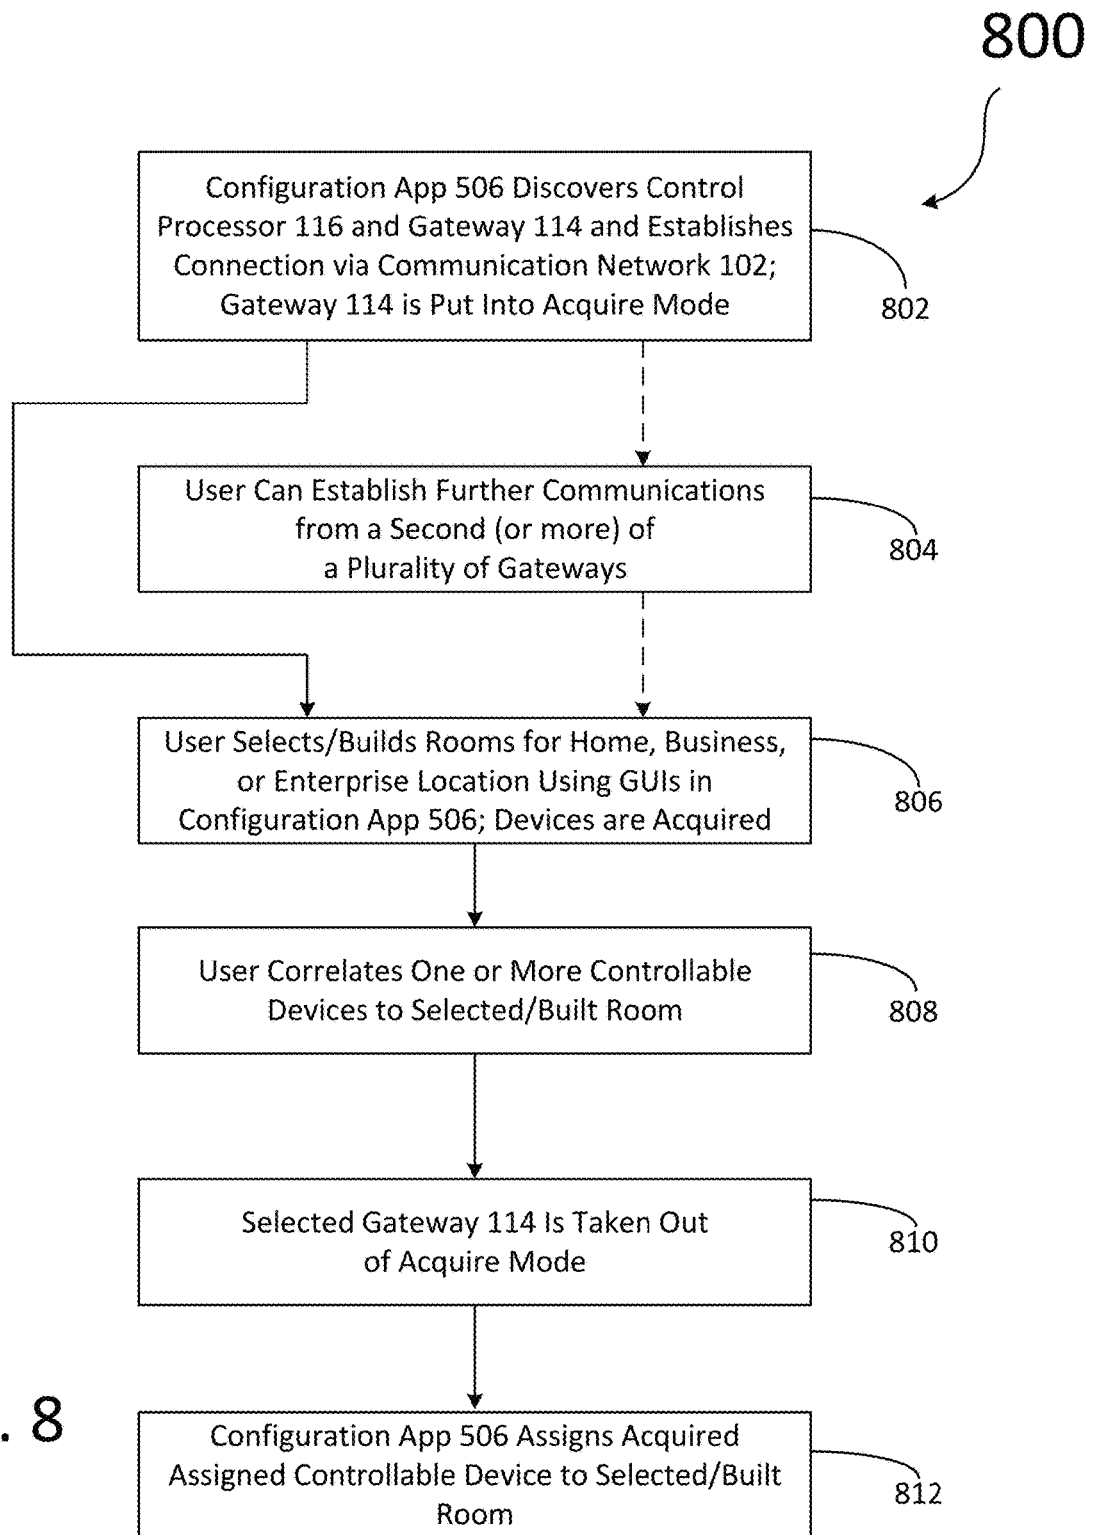 800
Configuration App 506 Discovers Control
Processor 116 and Gateway 114 and Establishes
Connection via Communication Network 102;
Gateway 114 is Put Into Acquire Mode
802
User Can Establish Further Communications
from a Second (or more) of
a Plurality of Gateways
804
User Selects/Builds Rooms for Home, Business,
or Enterprise Location Using GUIs in
Configuration App 506; Devices are Acquired
806
User Correlates One or More Controllable
Devices to Selected/Built Room
808
Selected Gateway 114 Is Taken Out
of Acquire Mode
810
. 8
Configuration App 506 Assigns Acquired
Assigned Controllable Device to Selected/Built
Room
812